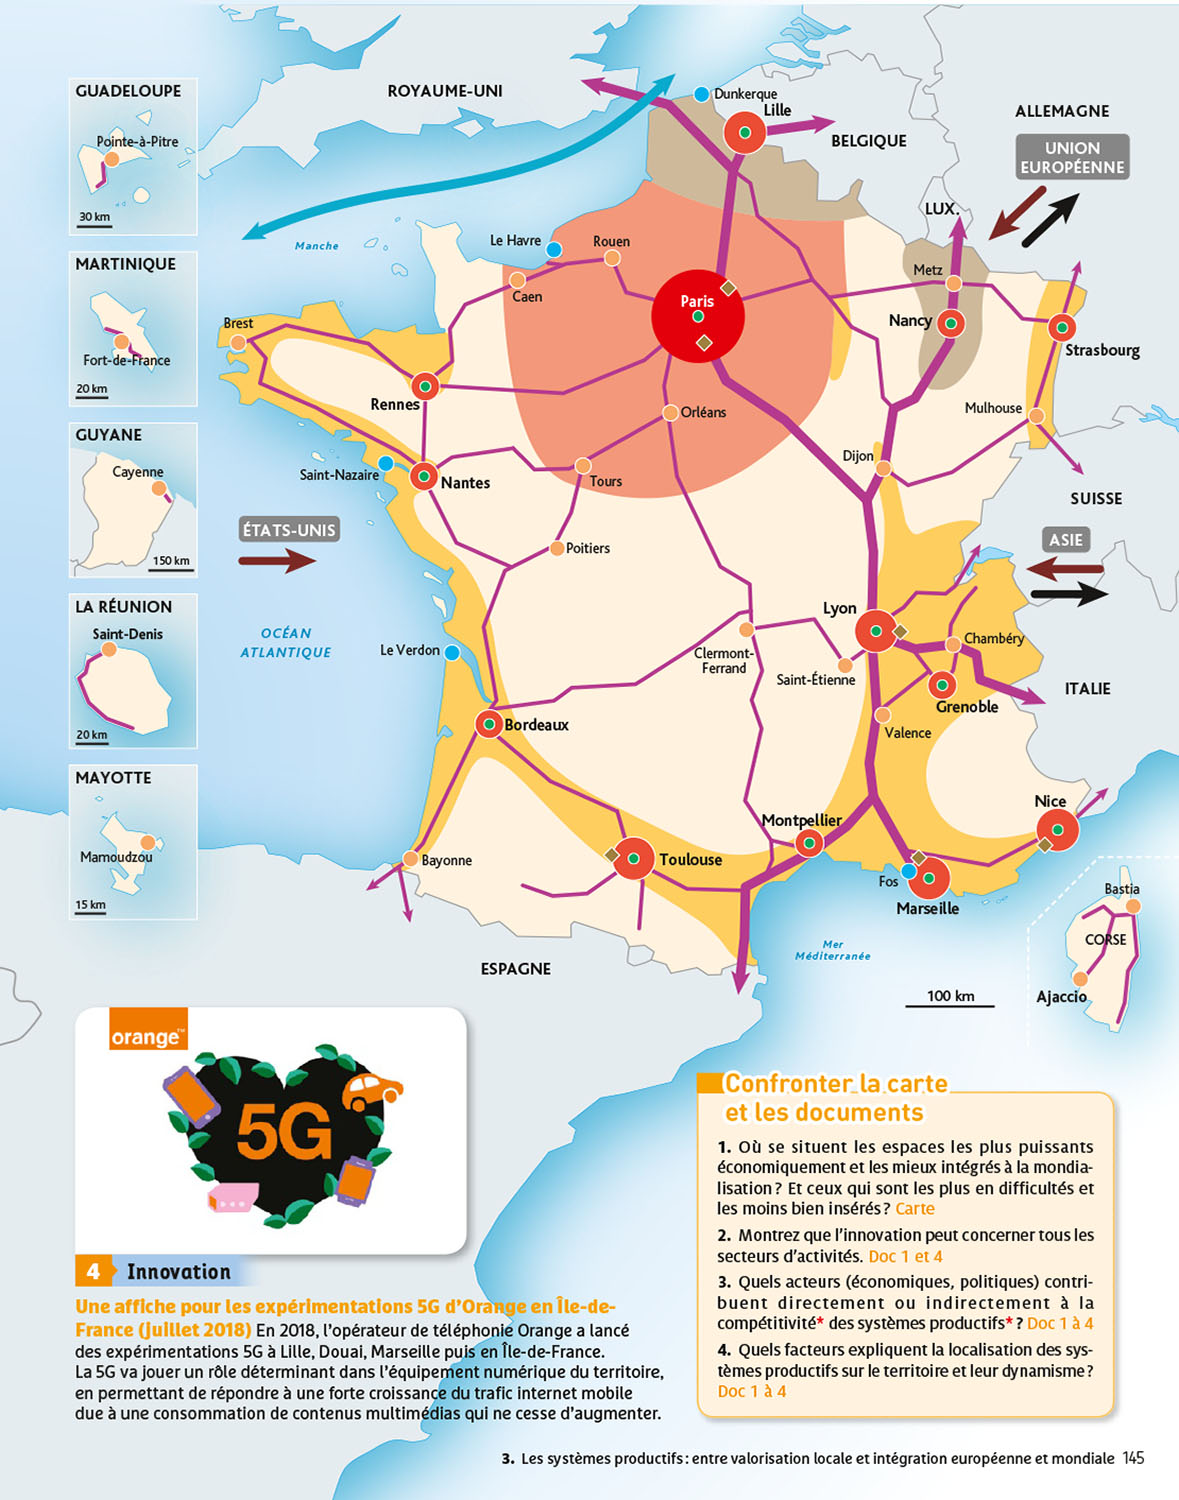 GUADELOUPE
Pointe-à-Pitre
30 km
MARTINIQUE
Fort-de-France
20 km
GUYANE
Cayenne
150 km
LA RÉUNION
Saint-Denis
20 km
MAYOTTE
Mamoudzou
15 km
ROYAUME-UNI
Dunkerque
Lille
BELGIQUE
ALLEMAGNE
UNION
EUROPÉENNE
LUX.
Manche
Le Havre
Rouen
Caen
Paris
Metz
Nancy
Strasbourg
Brest
Rennes
Orléans
Mulhouse
Dijon
Saint-Nazaire
Nantes
Tours
SUISSE
ÉTATS-UNIS
ASIE
Poitiers
OCÉAN
ATLANTIQUE
Le Verdon
Lyon
Chambéry
Clermont-
Ferrand
Saint-Étienne
ITALIE
Grenoble
Bordeaux
Valence
Nice
Montpellier
Toulouse
Bayonne
Fos
Marseille
Bastia
CORSE
Ajaccio
Mer
Méditerranée
ESPAGNE
100 km
orange™
5G
4 Innovation
Une affiche pour les expérimentations 5G d’Orange en Île-de-
France (juillet 2018) En 2018, l’opérateur de téléphonie Orange a lancé
des expérimentations 5G à Lille, Douai, Marseille puis en Île-de-France.
La 5G va jouer un rôle déterminant dans l’équipement numérique du territoire,
en permettant de répondre à une forte croissance du trafic internet mobile
due à une consommation de contenus multimédias qui ne cesse d’augmenter.
Confronter la carte
et les documents
1. Où se situent les espaces les plus puissants
économiquement et les mieux intégrés à la mondia-
lisation ? Et ceux qui sont les plus en difficultés et
les moins bien insérés ? Carte
2. Montrez que l’innovation peut concerner tous les
secteurs d’activités. Doc 1 et 4
3. Quels acteurs (économiques, politiques) contri-
buent directement ou indirectement à la
compétitivité* des systèmes productifs* ? Doc 1 à 4
4. Quels facteurs expliquent la localisation des sys-
tèmes productifs sur le territoire et leur dynamisme ?
Doc 1 à 4
3. Les systèmes productifs : entre valorisation locale et intégration européenne et mondiale 145